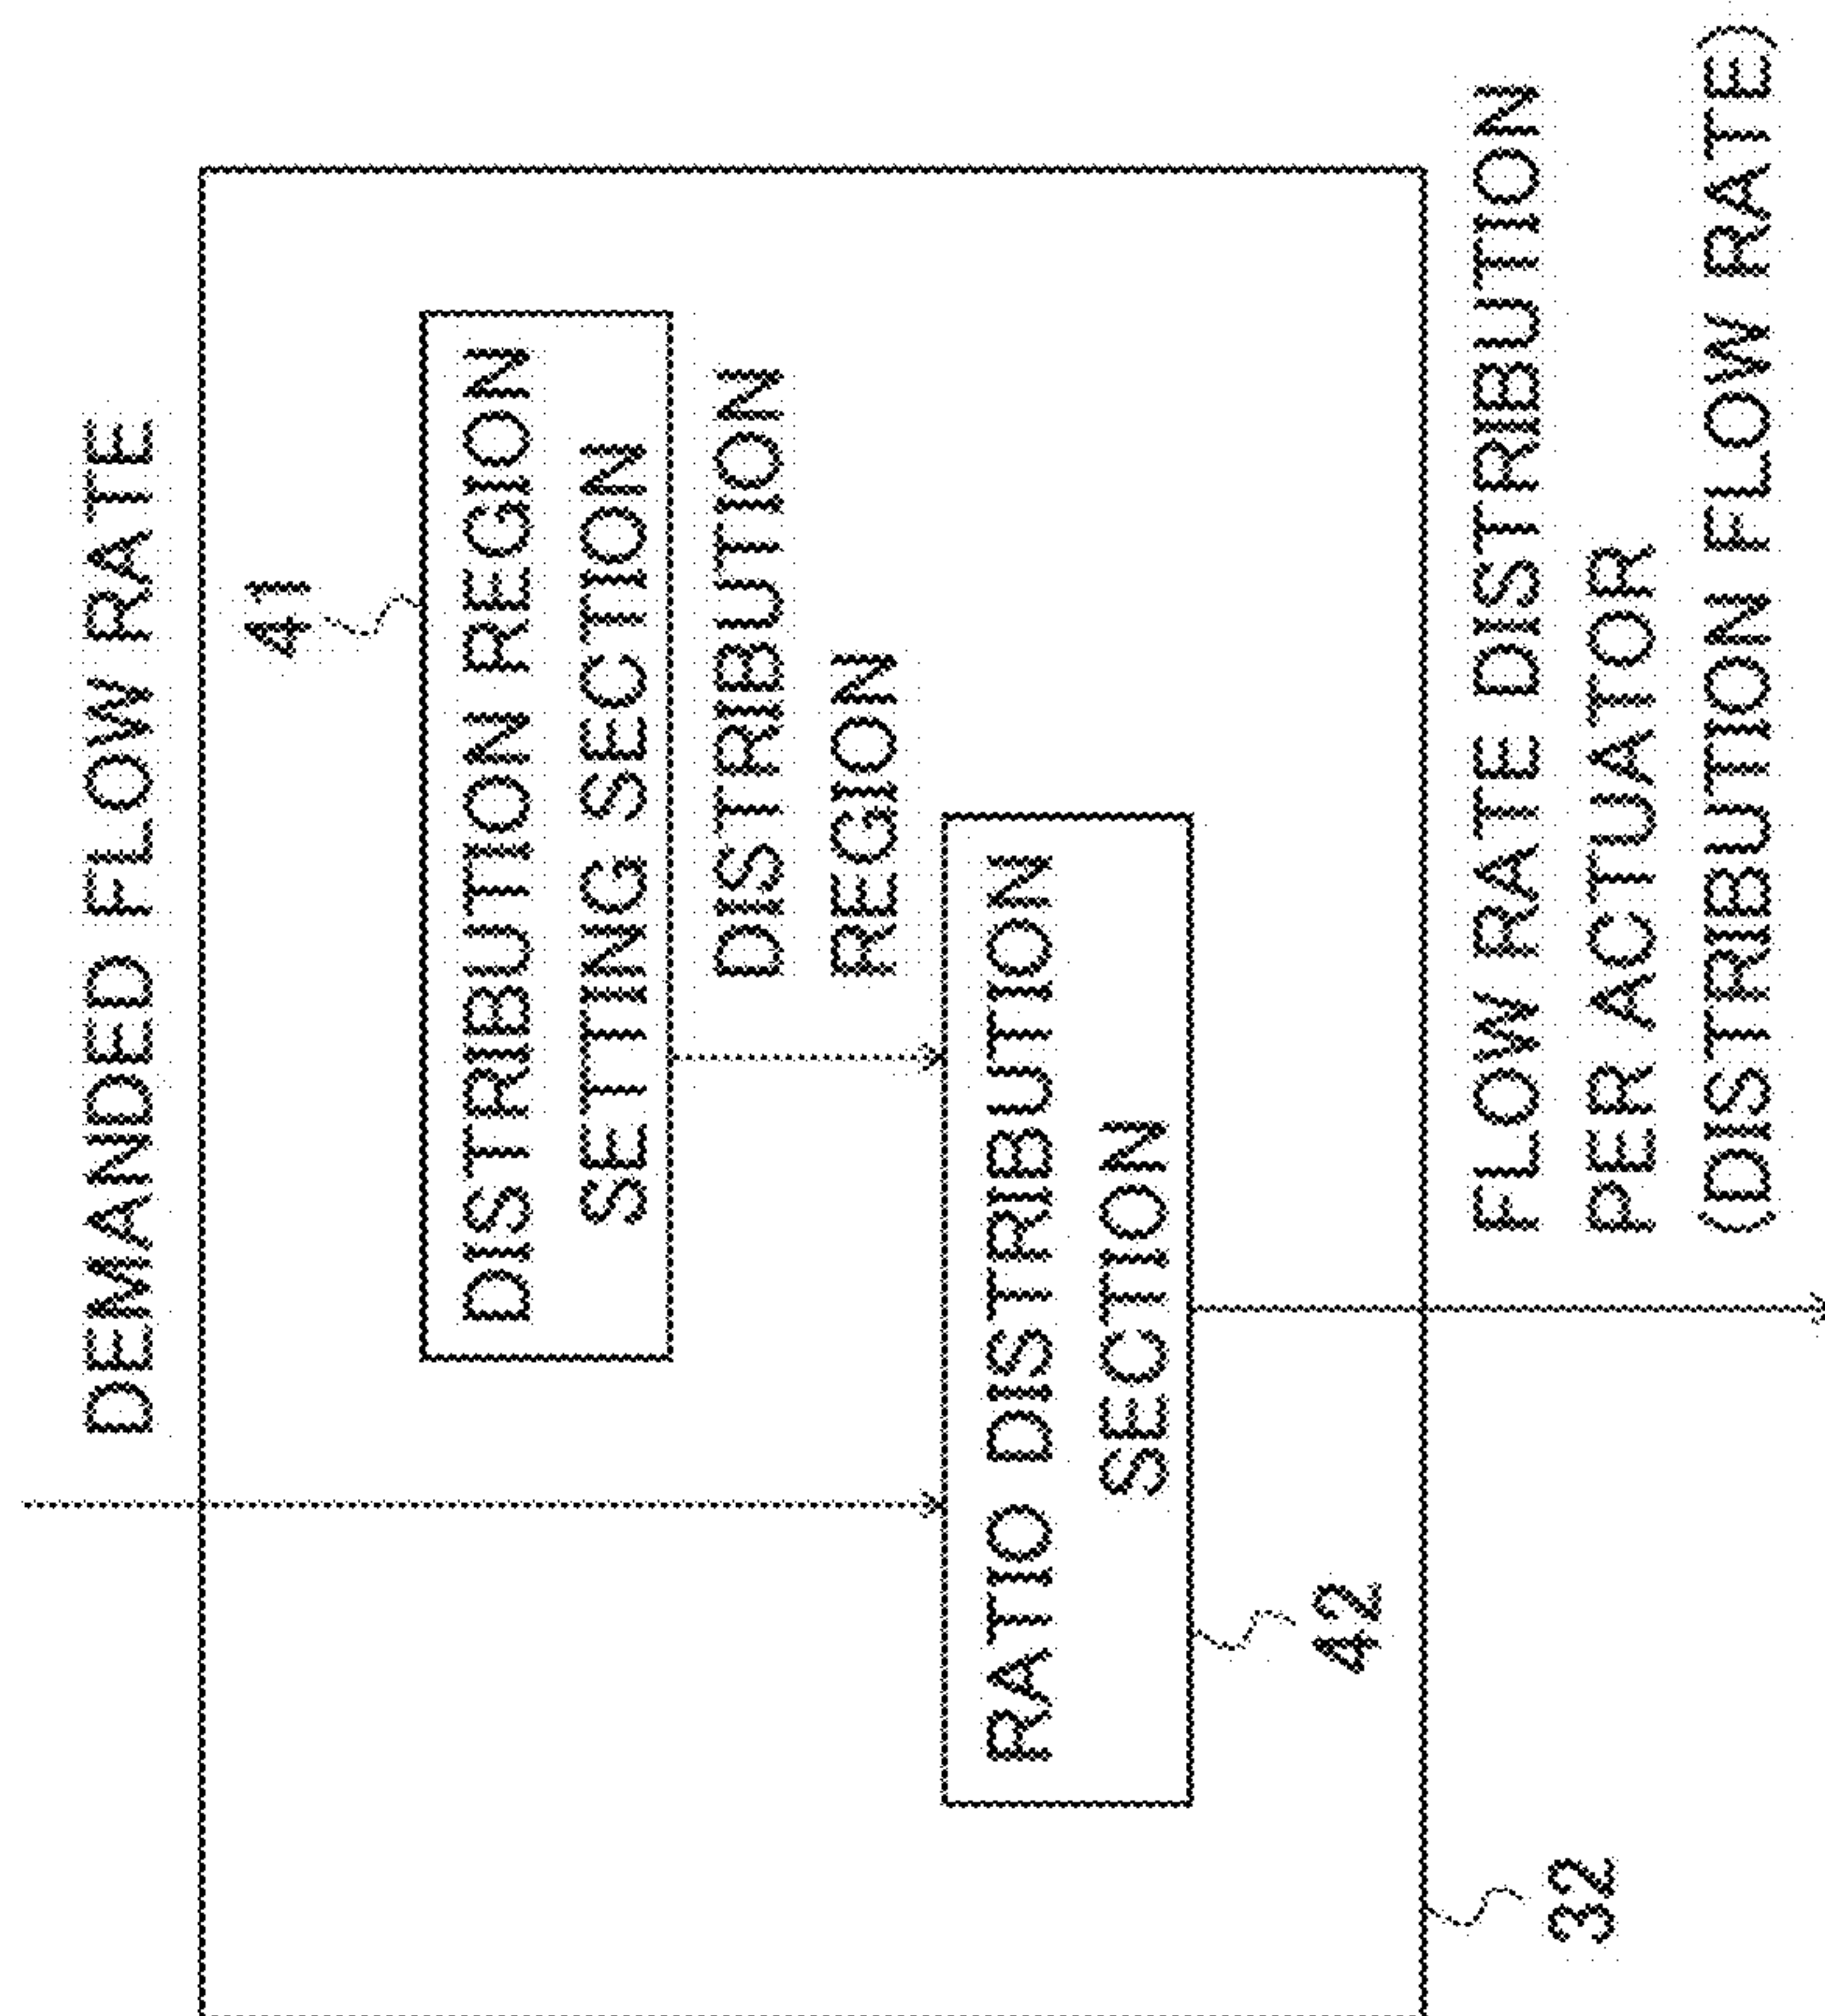 DEMANDED FLOW RATE
41
DISTRIBUTION REGION
SETTING SECTION
DISTRIBUTION
REGION
RATIO DISTRIBUTION
SECTION
42
FLOW RATE DISTRIBUTION
PER ACTUATOR
(DISTRIBUTION FLOW RATE)
32